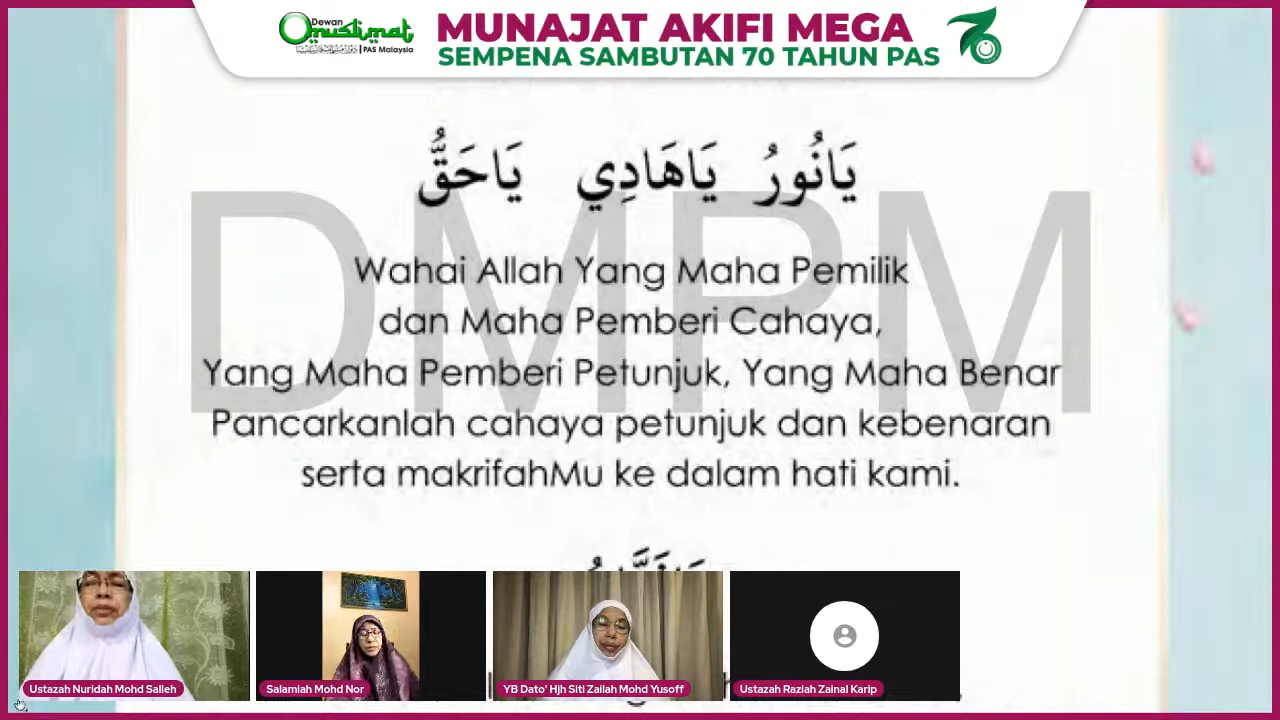 Dewan
muslimat
PAS Malaysia
MUNAJAT AKIFI MEGA
SEMPENA SAMBUTAN 70 TAHUN PAS
يَانُورُ يَاهَادِي يَاحَقُّ
DMPM
Wahai Allah Yang Maha Pemilik
dan Maha Pemberi Cahaya,
Yang Maha Pemberi Petunjuk, Yang Maha Benar
Pancarkanlah cahaya petunjuk dan kebenaran
serta makrifahMu ke dalam hati kami.
Ustazah Nuridah Mohd Salleh
Salamiah Mohd Nor
YB Dato' Hjh Siti Zailah Mohd Yusoff
Ustazah Raziah Zainal Karip